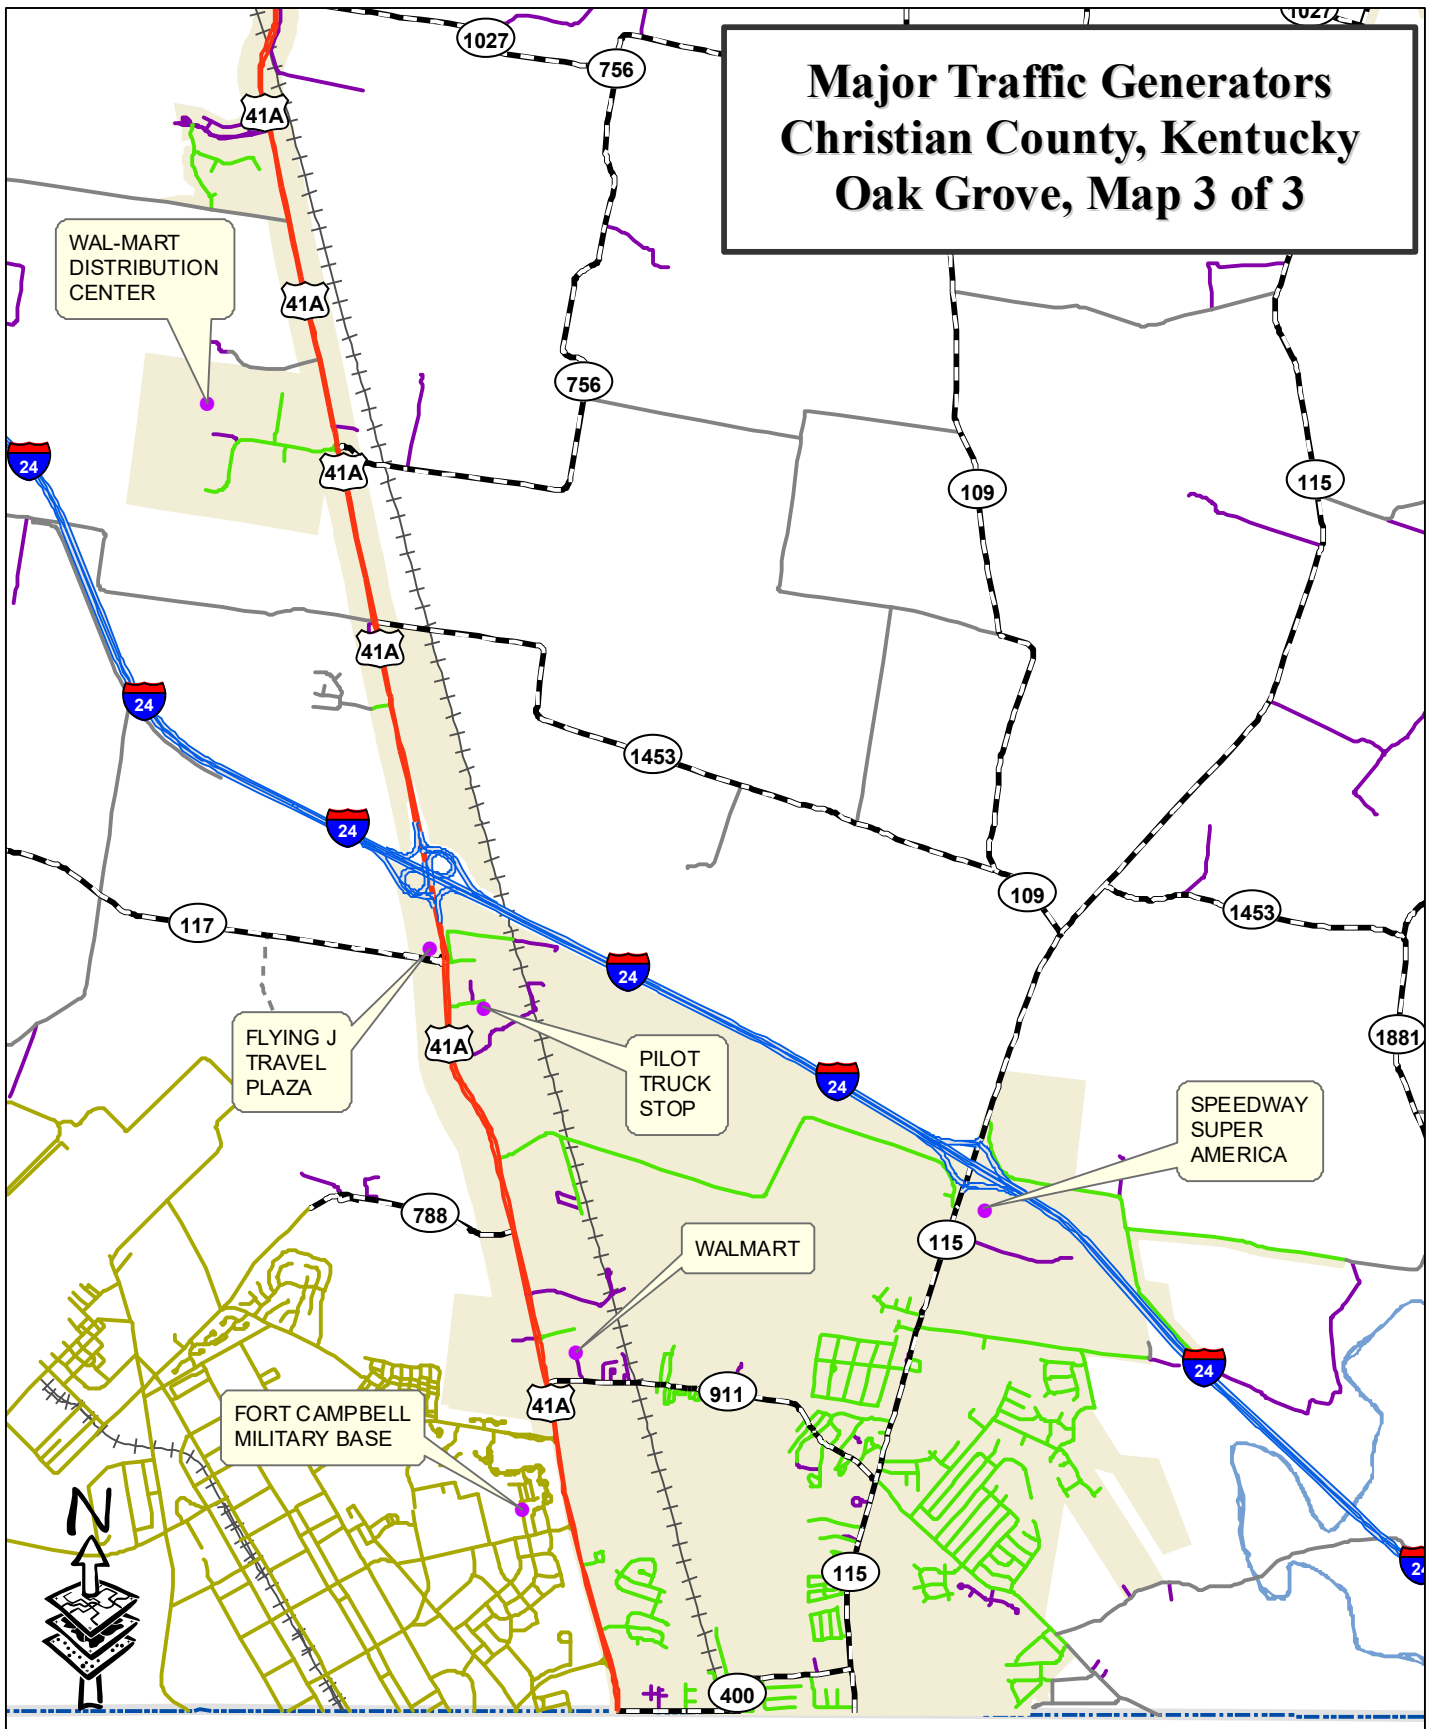 1027
756
1027
Major Traffic Generators
Christian County, Kentucky
Oak Grove, Map 3 of 3
41A
WAL-MART
DISTRIBUTION
CENTER
41A
756
24
41A
109
115
41A
24
1453
24
109
1453
117
24
1881
FLYING J
TRAVEL
PLAZA
41A
PILOT
TRUCK
STOP
24
SPEEDWAY
SUPER
AMERICA
788
115
WALMART
24
911
41A
FORT CAMPBELL
MILITARY BASE
N
115
24
400